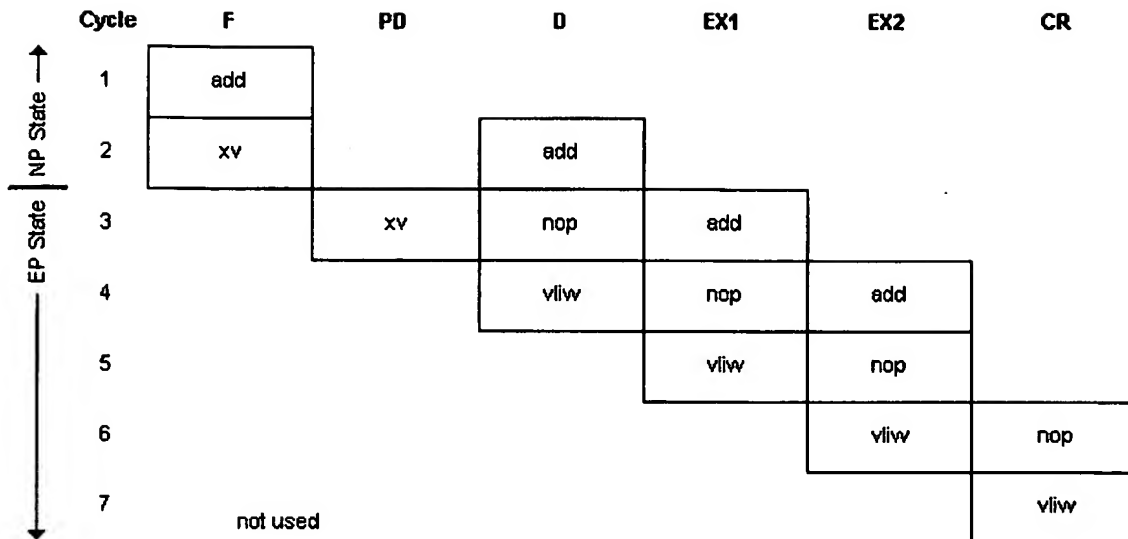 Cycle F PD D EX1 EX2 CR
1 add
2 xv add
3 xv nop add
4 vliw nop add
5 vliw nop
6 vliw nop
7 not used vliw
NP State
EP State